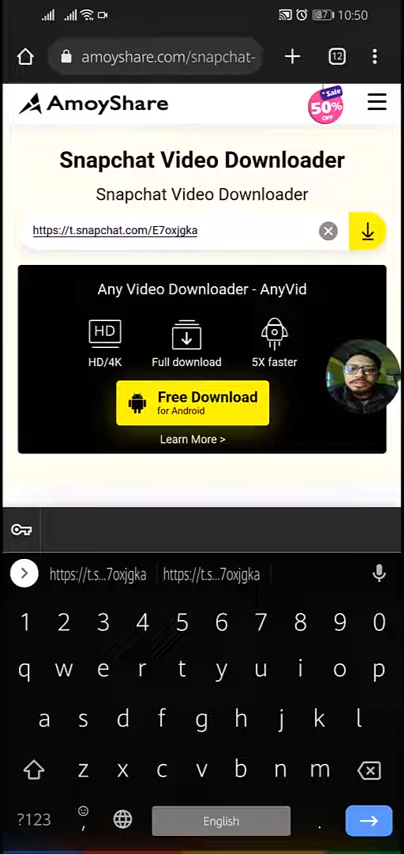 37 10:50
amoyshare.com/snapchat- 12
AmoyShare Sale 50% OFF
Snapchat Video Downloader
Snapchat Video Downloader
https://t.snapchat.com/E7oxjgka
Any Video Downloader - AnyVid
HD
HD/4K Full download 5X faster
Free Download
for Android
Learn More >
https://t.s...7oxjgka https://t.s...7oxjgka
1 2 3 4 5 6 7 8 9 0
q w e r t y u i o p
a s d f g h j k l
z x c v b n m
?123 , English .